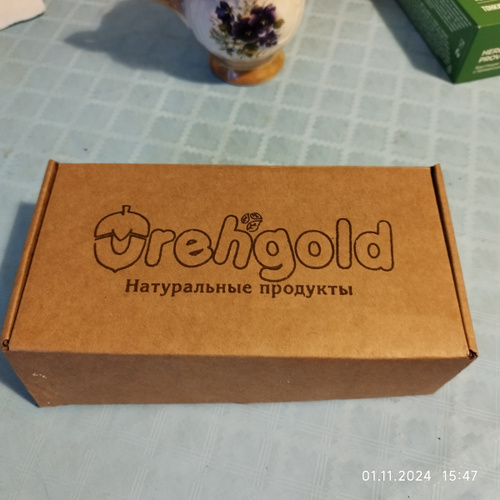 Orehgold
Натуральные продукты
01.11.2024 15:47